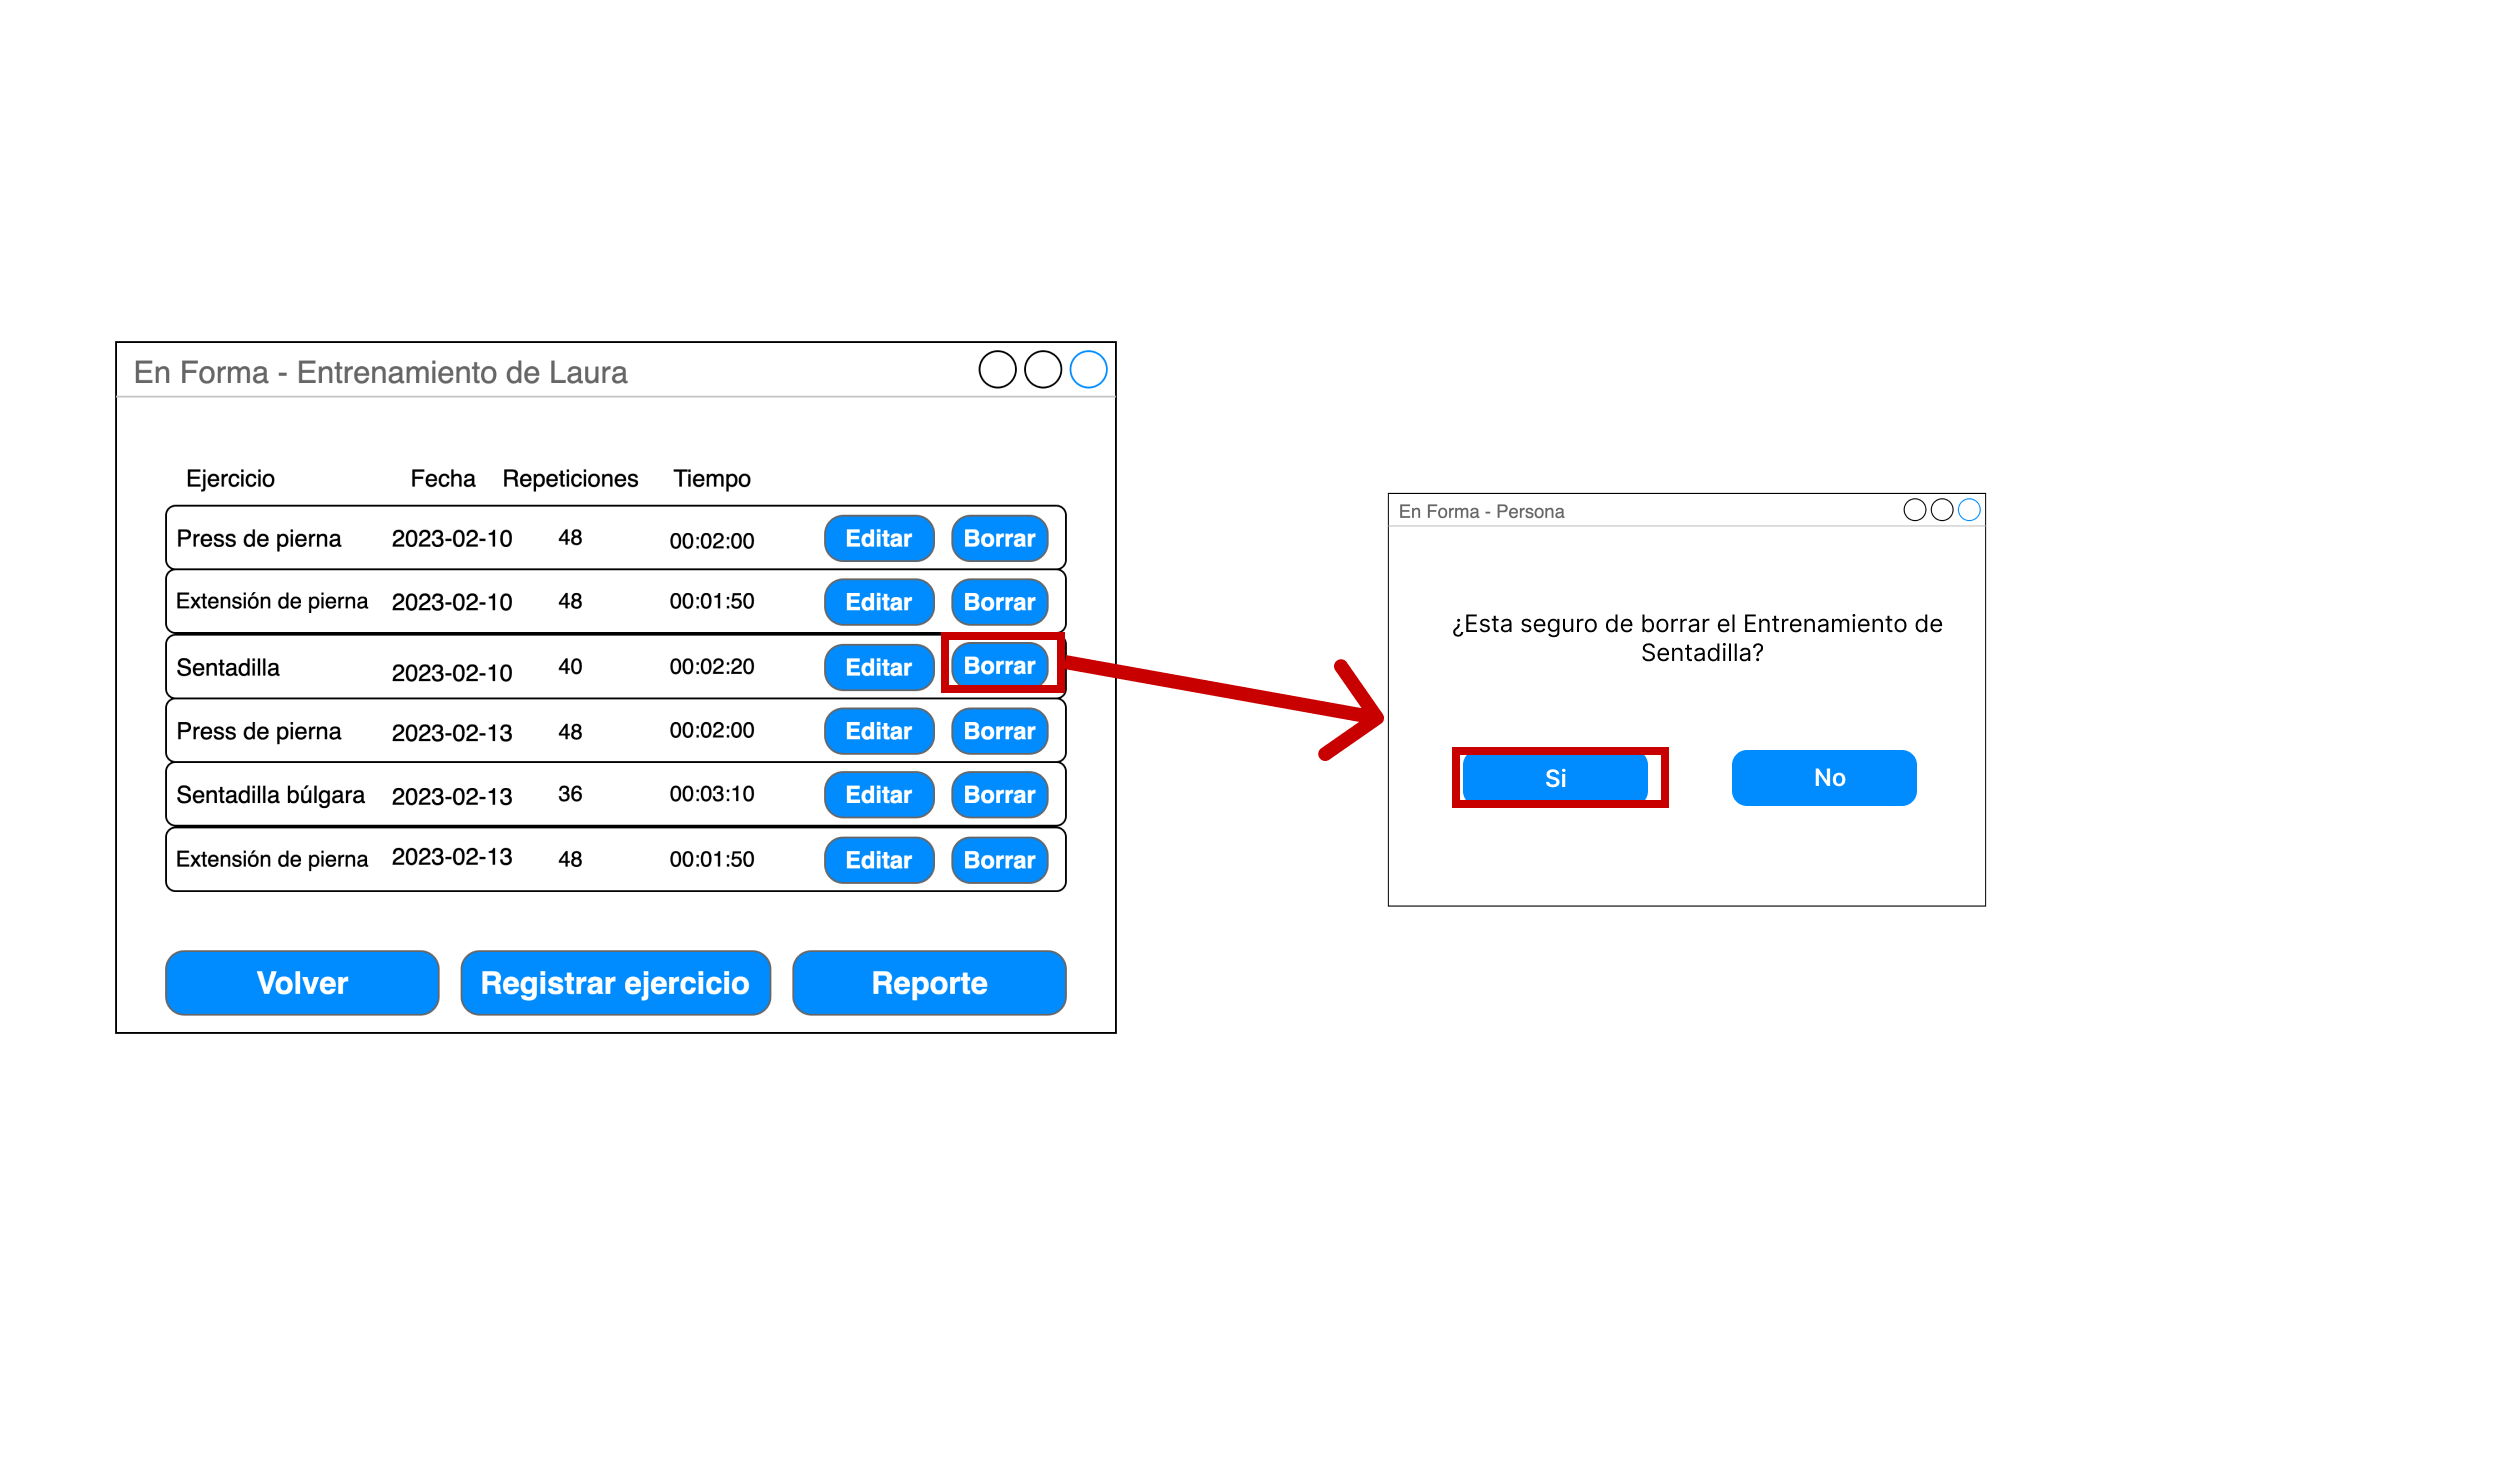 En Forma - Entrenamiento de Laura
Ejercicio Fecha Repeticiones Tiempo
Press de pierna 2023-02-10 48 00:02:00 Editar Borrar
Extensión de pierna 2023-02-10 48 00:01:50 Editar Borrar
Sentadilla 2023-02-10 40 00:02:20 Editar Borrar
Press de pierna 2023-02-13 48 00:02:00 Editar Borrar
Sentadilla búlgara 2023-02-13 36 00:03:10 Editar Borrar
Extensión de pierna 2023-02-13 48 00:01:50 Editar Borrar
Volver Registrar ejercicio Reporte
En Forma - Persona
¿Esta seguro de borrar el Entrenamiento de
Sentadilla?
Si No